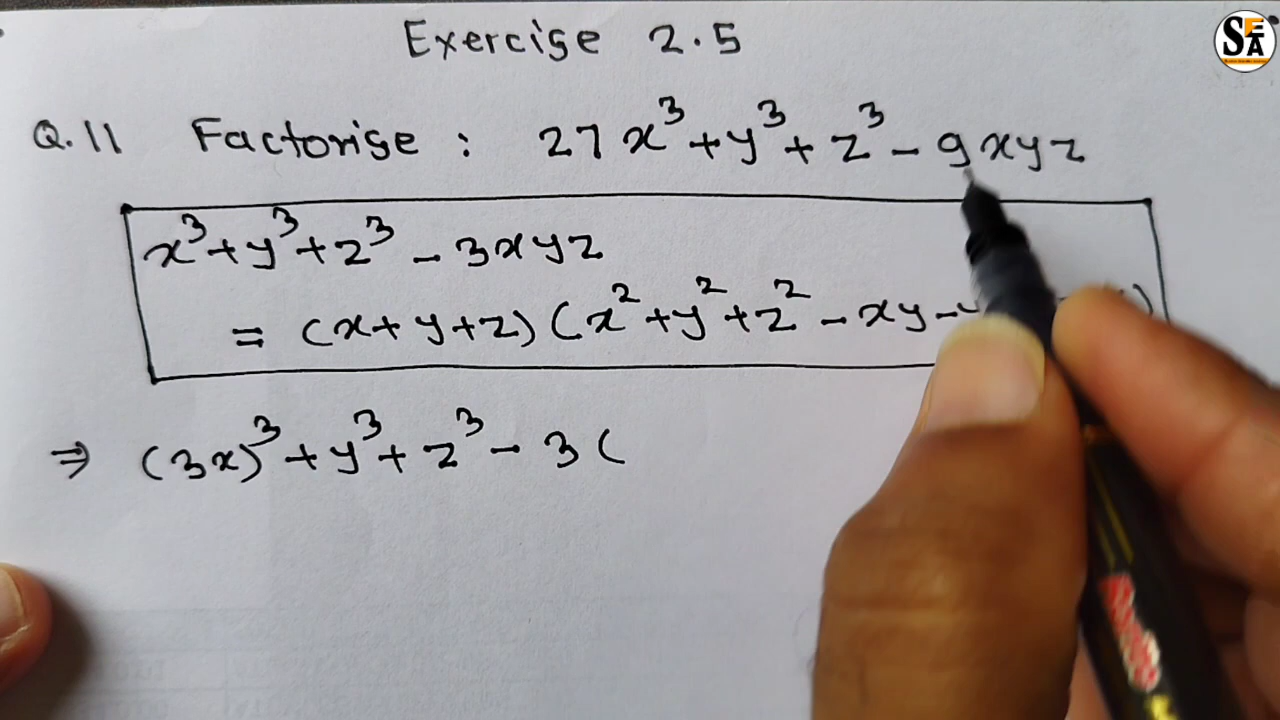 Exercise 2.5
SEA
Q.11 Factorise : 27x³+y³+z³-9xyz
x³+y³+z³-3xyz
= (x+y+z)(x²+y²+z²-xy-
⇒ (3x)³+y³+z³-3(